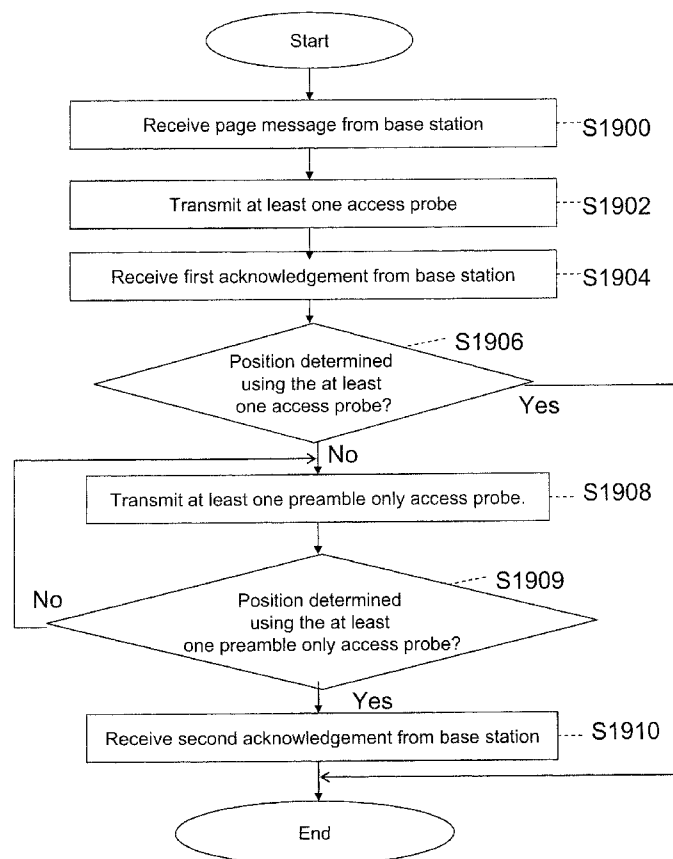 Start
Receive page message from base station
S1900
Transmit at least one access probe
S1902
Receive first acknowledgement from base station
S1904
S1906
Position determined
using the at least
one access probe?
Yes
No
Transmit at least one preamble only access probe.
S1908
S1909
No
Position determined
using the at least
one preamble only access probe?
Yes
Receive second acknowledgement from base station
S1910
End